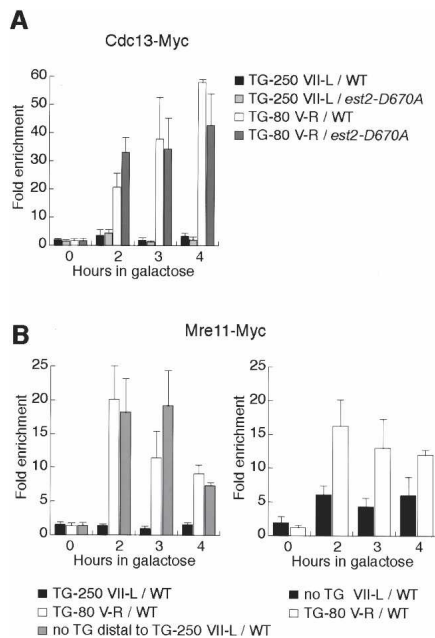 A
Cdc13-Myc
60
50
40
30
20
10
0
Fold enrichment
0 2 3 4
Hours in galactose
TG-250 VII-L / WT
TG-250 VII-L / est2-D670A
TG-80 V-R / WT
TG-80 V-R / est2-D670A
B
Mre11-Myc
25
20
15
10
5
0
Fold enrichment
0 2 3 4
Hours in galactose
TG-250 VII-L / WT
TG-80 V-R / WT
no TG distal to TG-250 VII-L / WT
25
20
15
10
5
0
Fold enrichment
0 2 3 4
Hours in galactose
no TG VII-L / WT
TG-80 V-R / WT